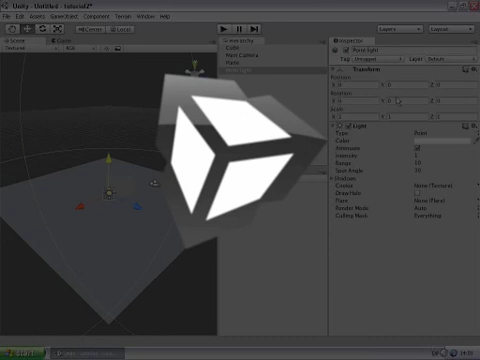 Unity - Untitled - tutorial2*
File Edit Assets GameObject Component Terrain Window Help
Center Local
Layers Layout
Scene Game
Textured RGB
Hierarchy
Cube
Main Camera
Plane
Point light
Inspector
Point light
Tag Untagged Layer Default
Transform
Position
X 0 Y 0 Z 0
Rotation
X 0 Y 0 Z 0
Scale
X 1 Y 1 Z 1
Light
Type Point
Color
Attenuate
Intensity 1
Range 10
Spot Angle 30
Shadows
Cookie None (Texture)
Draw Halo
Flare None (Flare)
Render Mode Auto
Culling Mask Everything
Start